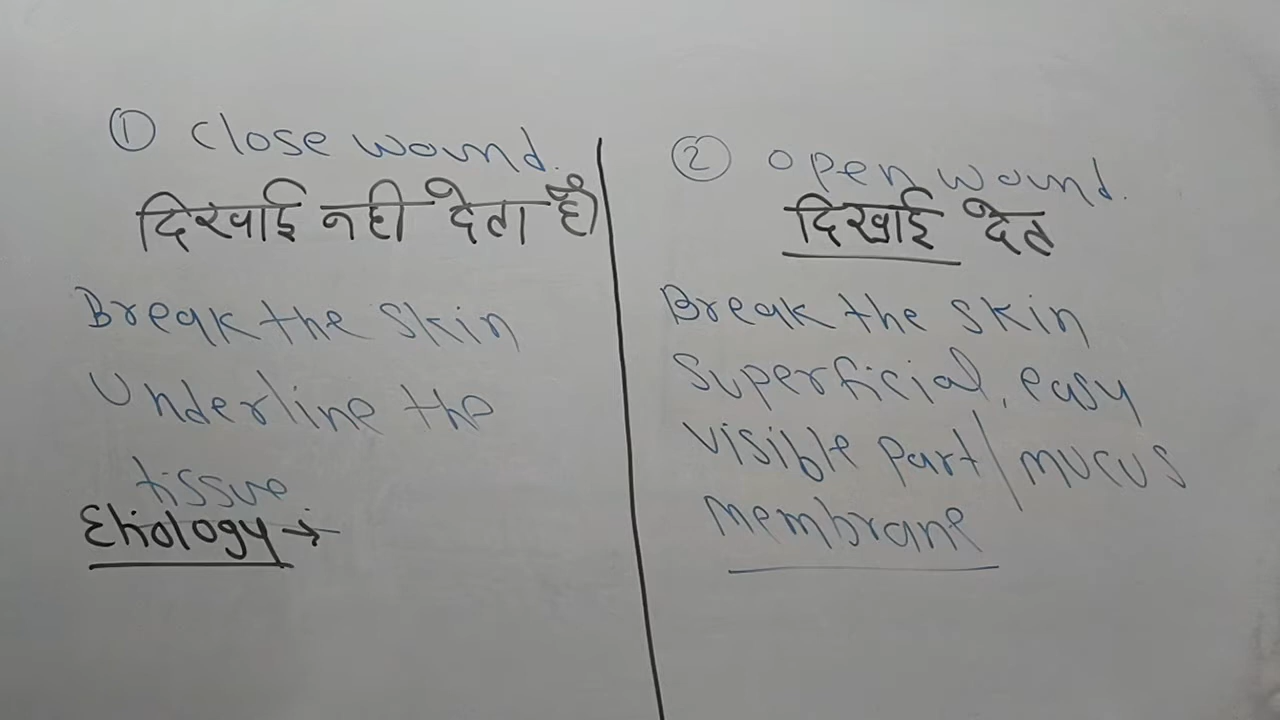 ① close wound.
दिखाई नही देता है
Break the skin
Underline the
tissue
Etiology →
② open wound.
दिखाई देत
Break the skin
superficial, easy
visible part/mucus
membrane